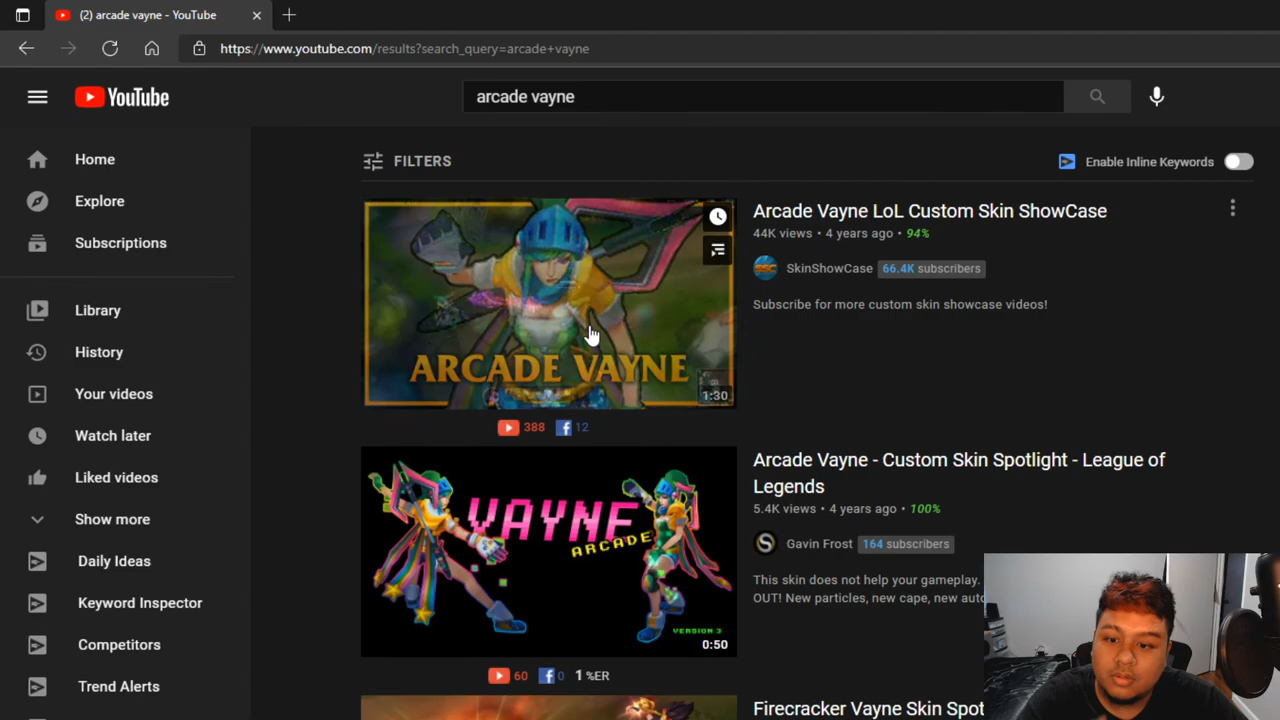 (2) arcade vayne - YouTube
https://www.youtube.com/results?search_query=arcade+vayne
YouTube
arcade vayne
Home
Explore
Subscriptions
Library
History
Your videos
Watch later
Liked videos
Show more
Daily Ideas
Keyword Inspector
Competitors
Trend Alerts
FILTERS
Enable Inline Keywords
ARCADE VAYNE
1:30
388 12
Arcade Vayne LoL Custom Skin ShowCase
44K views • 4 years ago • 94%
SkinShowCase 66.4K subscribers
Subscribe for more custom skin showcase videos!
VAYNE
ARCADE
VERSION 3
0:50
60 0 1 %ER
Arcade Vayne - Custom Skin Spotlight - League of
Legends
5.4K views • 4 years ago • 100%
Gavin Frost 164 subscribers
This skin does not help your gameplay.
OUT! New particles, new cape, new auto
Firecracker Vayne Skin Spot